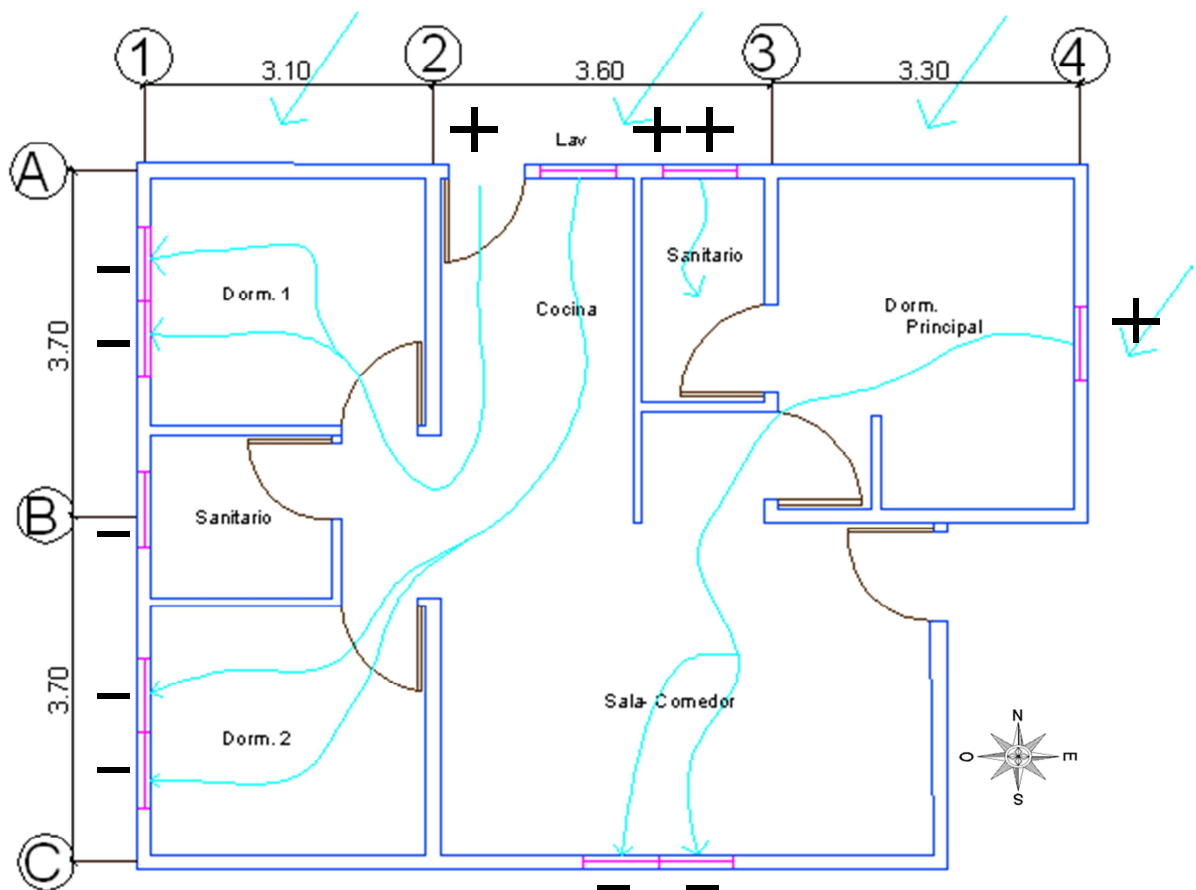 1
2
3
4
3.10
3.60
3.30
+
++
Lav
A
Sanitario
Dorm. 1
Cocina
Dorm.
Principal
+
-
-
3.70
B
Sanitario
-
3.70
-
-
Dorm. 2
Sala- Comedor
N
O
E
S
C
-
-